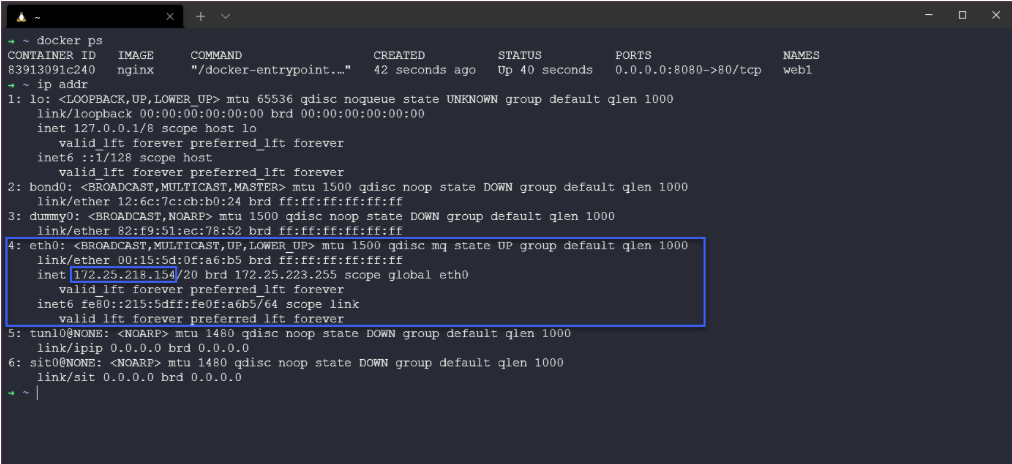 ~
→ ~ docker ps
CONTAINER ID   IMAGE     COMMAND                  CREATED          STATUS          PORTS                  NAMES
83913091c240   nginx     "/docker-entrypoint.…"   42 seconds ago   Up 40 seconds   0.0.0.0:8080->80/tcp   web1
→ ~ ip addr
1: lo: <LOOPBACK,UP,LOWER_UP> mtu 65536 qdisc noqueue state UNKNOWN group default qlen 1000
    link/loopback 00:00:00:00:00:00 brd 00:00:00:00:00:00
    inet 127.0.0.1/8 scope host lo
       valid_lft forever preferred_lft forever
    inet6 ::1/128 scope host
       valid_lft forever preferred_lft forever
2: bond0: <BROADCAST,MULTICAST,MASTER> mtu 1500 qdisc noop state DOWN group default qlen 1000
    link/ether 12:6c:7c:cb:b0:24 brd ff:ff:ff:ff:ff:ff
3: dummy0: <BROADCAST,NOARP> mtu 1500 qdisc noop state DOWN group default qlen 1000
    link/ether 82:f9:51:ec:78:52 brd ff:ff:ff:ff:ff:ff
4: eth0: <BROADCAST,MULTICAST,UP,LOWER_UP> mtu 1500 qdisc mq state UP group default qlen 1000
    link/ether 00:15:5d:0f:a6:b5 brd ff:ff:ff:ff:ff:ff
    inet 172.25.218.154/20 brd 172.25.223.255 scope global eth0
       valid_lft forever preferred_lft forever
    inet6 fe80::215:5dff:fe0f:a6b5/64 scope link
       valid_lft forever preferred_lft forever
5: tunl0@NONE: <NOARP> mtu 1480 qdisc noop state DOWN group default qlen 1000
    link/ipip 0.0.0.0 brd 0.0.0.0
6: sit0@NONE: <NOARP> mtu 1480 qdisc noop state DOWN group default qlen 1000
    link/sit 0.0.0.0 brd 0.0.0.0
→ ~